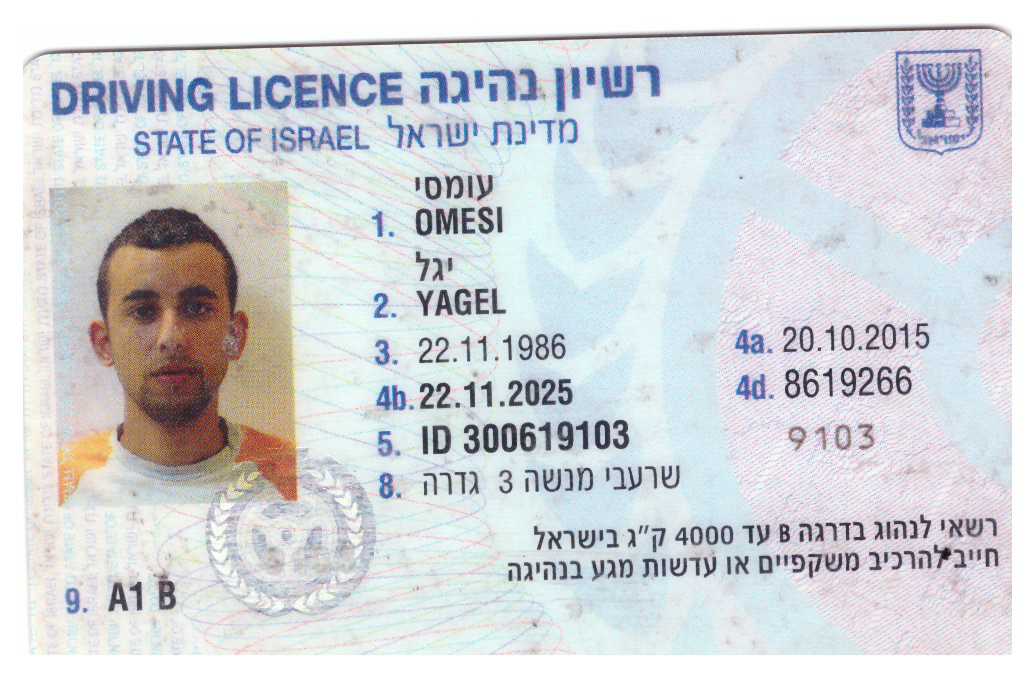 DRIVING LICENCE רשיון נהיגה
STATE OF ISRAEL מדינת ישראל
עומסי
1. OMESI
יגל
2. YAGEL
3. 22.11.1986
4a. 20.10.2015
4b. 22.11.2025
4d. 8619266
5. ID 300619103
9103
8. שרעבי מנשה 3 גדרה
רשאי לנהוג בדרגה B עד 4000 ק"ג בישראל
חייב להרכיב משקפיים או עדשות מגע בנהיגה
9. A1 B